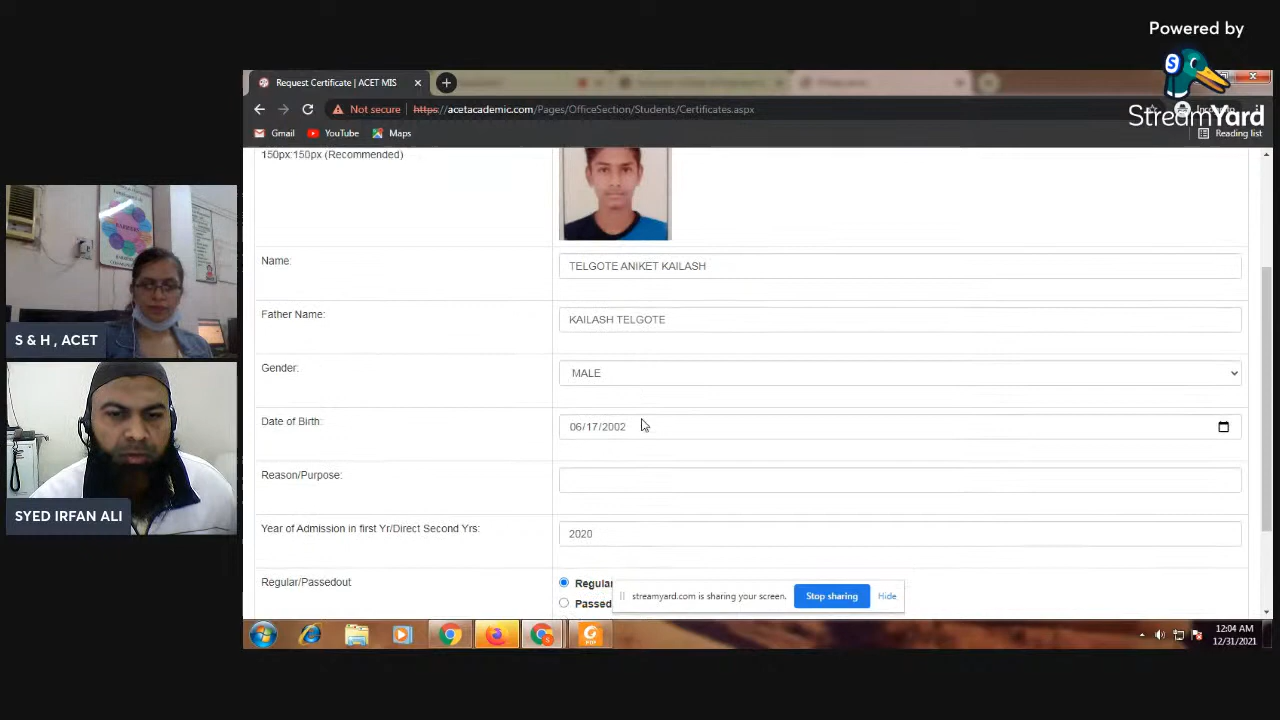 Powered by
StreamYard
Request Certificate | ACET MIS
Not secure https://acetacademic.com/Pages/OfficeSection/Students/Certificates.aspx
Gmail YouTube Maps Reading list
150px:150px (Recommended)
Name: TELGOTE ANIKET KAILASH
Father Name: KAILASH TELGOTE
Gender: MALE
Date of Birth: 06/17/2002
Reason/Purpose:
Year of Admission in first Yr/Direct Second Yrs: 2020
Regular/Passedout Regular
Passed
streamyard.com is sharing your screen. Stop sharing Hide
S & H , ACET
SYED IRFAN ALI
12:04 AM
12/31/2021